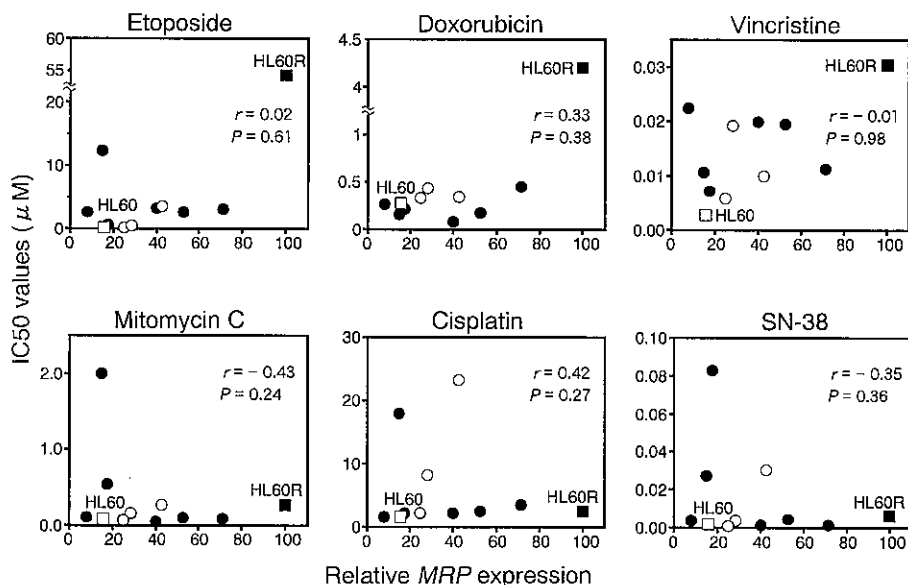 IC50 values ( μM)
Etoposide
60
55
20
10
0
HL60R
r = 0.02
P = 0.61
HL60
0 20 40 60 80 100
Doxorubicin
4.5
4
1
0.5
0
HL60R
r = 0.33
P = 0.38
HL60
0 20 40 60 80 100
Vincristine
0.03
0.02
0.01
0.00
HL60R
r = - 0.01
P = 0.98
HL60
0 20 40 60 80 100
Mitomycin C
2.0
1.0
0.0
r = - 0.43
P = 0.24
HL60
HL60R
0 20 40 60 80 100
Cisplatin
30
20
10
0
r = 0.42
P = 0.27
HL60
HL60R
0 20 40 60 80 100
SN-38
0.10
0.08
0.06
0.04
0.02
0.00
r = - 0.35
P = 0.36
HL60
HL60R
0 20 40 60 80 100
Relative MRP expression